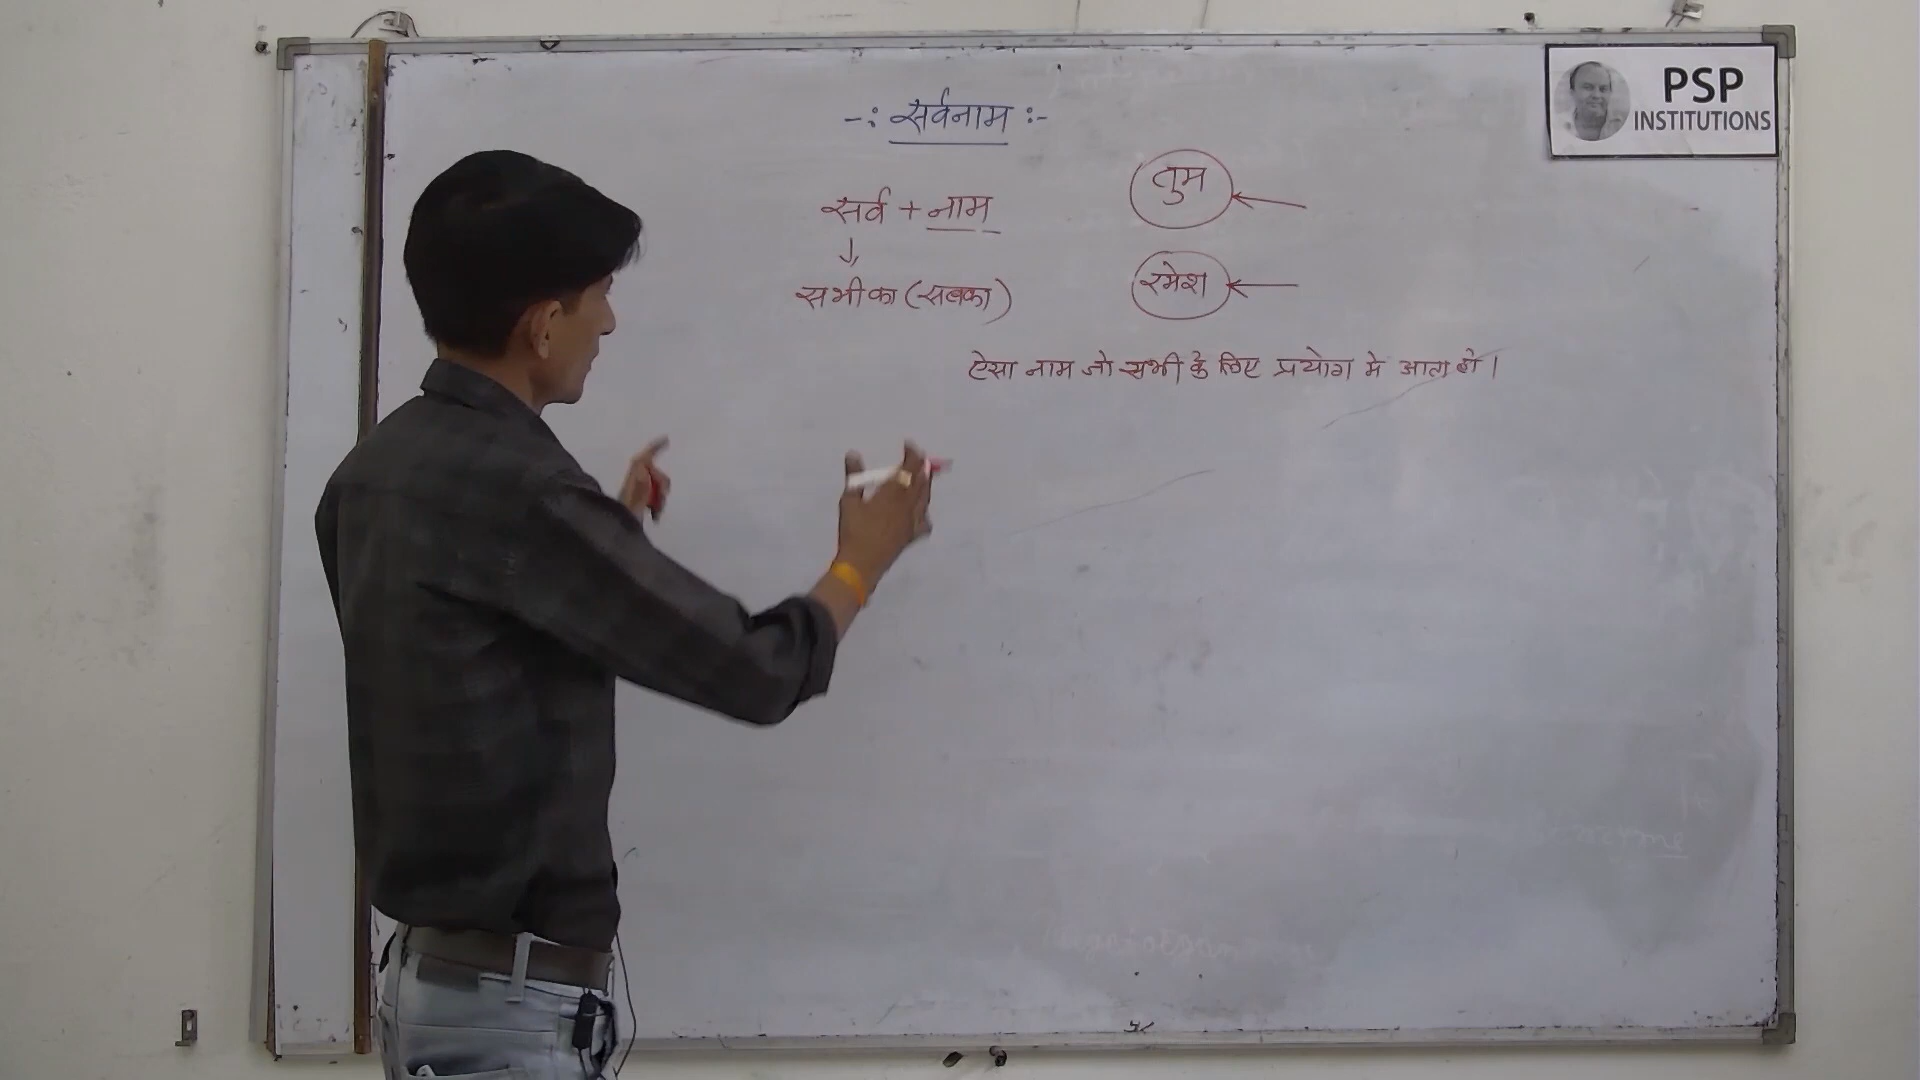 -: सर्वनाम :-
सर्व + नाम
↓
सभी का (सबका)
तुम ←
रमेश ←
ऐसा नाम जो सभी के लिए प्रयोग मे आता हो।
PSP
INSTITUTIONS